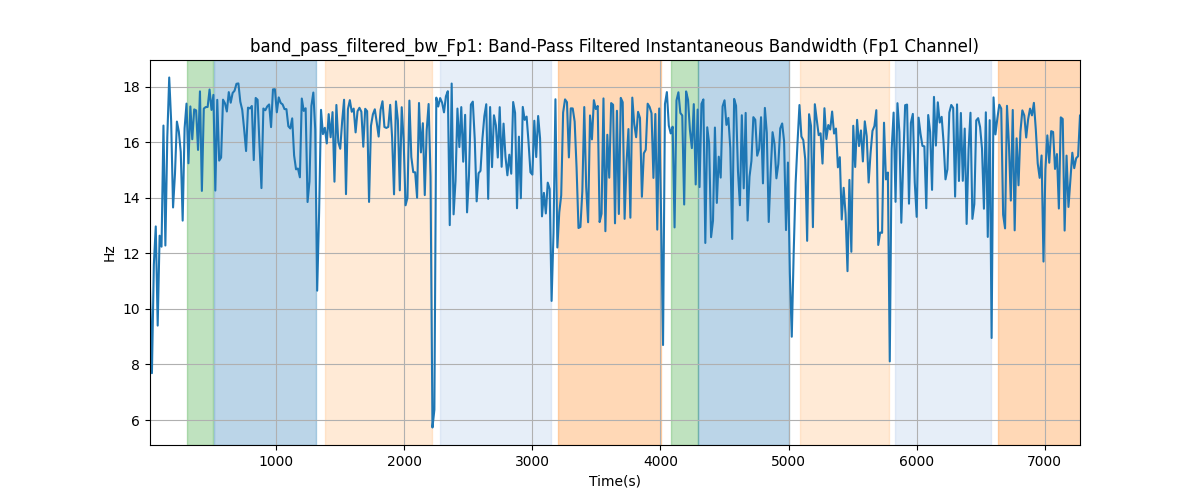 band_pass_filtered_bw_Fp1: Band-Pass Filtered Instantaneous Bandwidth (Fp1 Channel)
18
16
14
12
10
8
6
Hz
1000 2000 3000 4000 5000 6000 7000
Time(s)